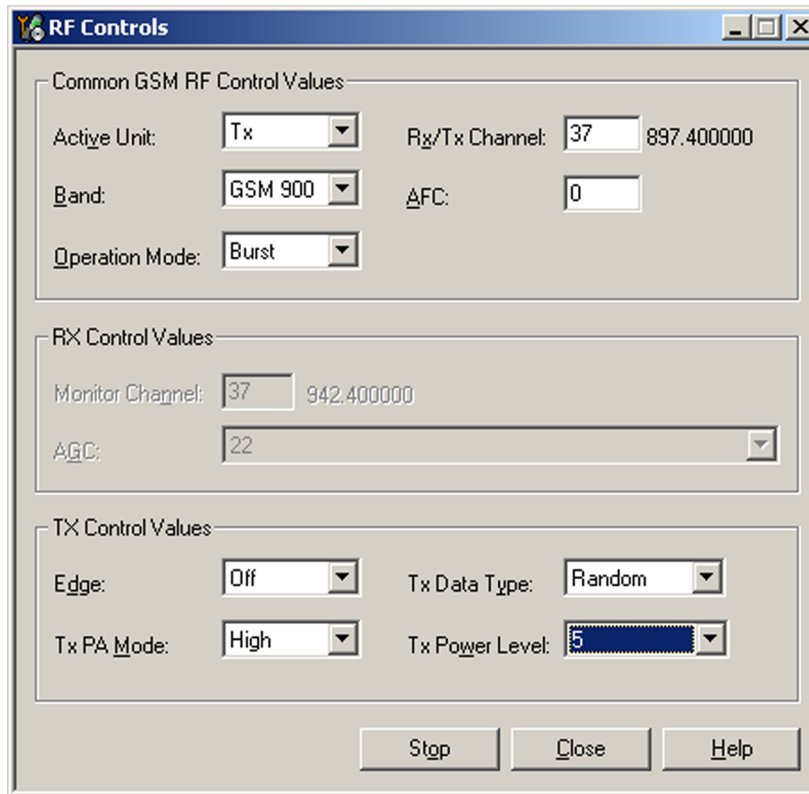 RF Controls
Common GSM RF Control Values
Active Unit: Tx Rx/Tx Channel: 37 897.400000
Band: GSM 900 AFC: 0
Operation Mode: Burst
RX Control Values
Monitor Channel: 37 942.400000
AGC: 22
TX Control Values
Edge: Off Tx Data Type: Random
Tx PA Mode: High Tx Power Level: 5
Stop Close Help